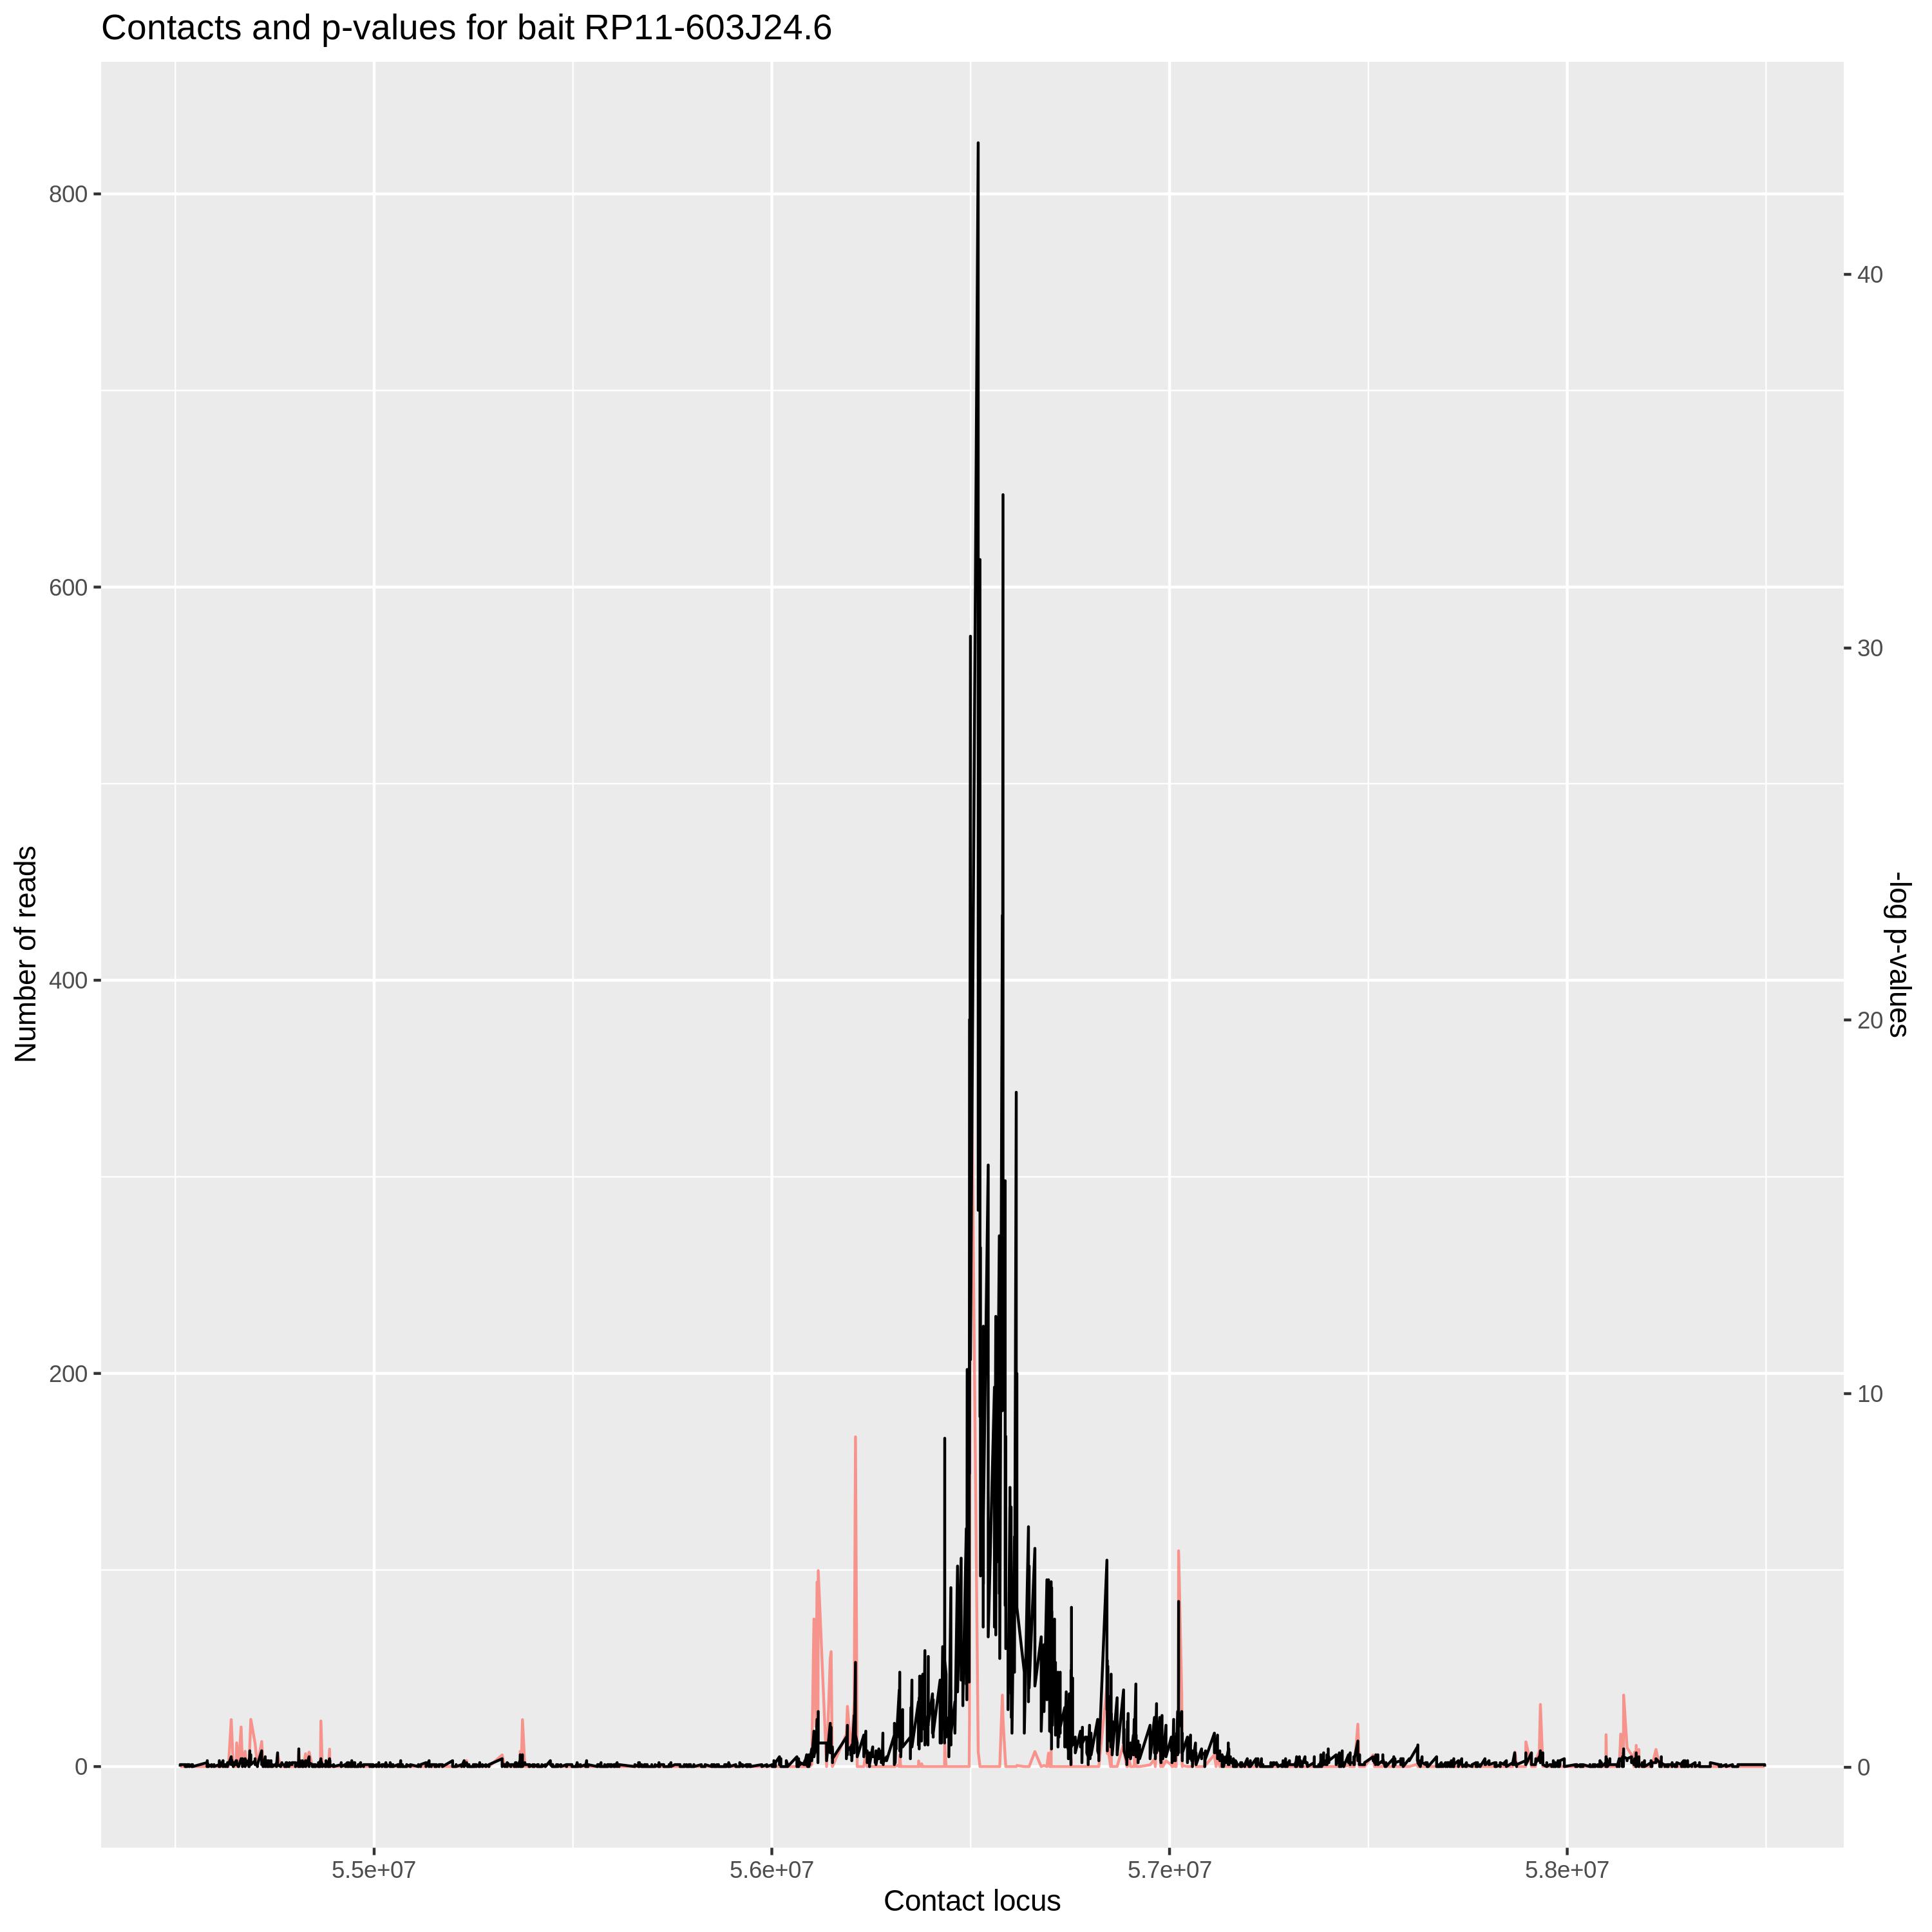 Contacts and p-values for bait RP11-603J24.6
800
600
400
200
0
Number of reads
40
30
20
10
0
-log p-values
5.5e+07
5.6e+07
5.7e+07
5.8e+07
Contact locus